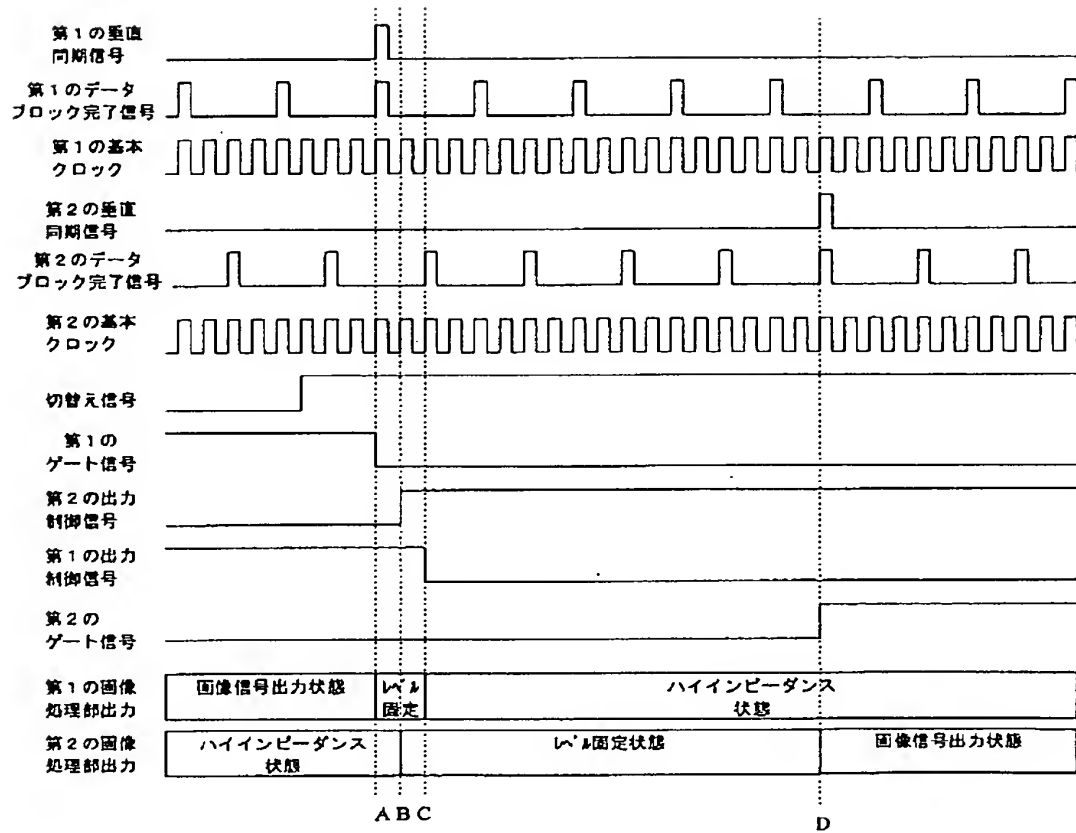 第1の垂直
同期信号
第1のデータ
ブロック完了信号
第1の基本
クロック
第2の垂直
同期信号
第2のデータ
ブロック完了信号
第2の基本
クロック
切替え信号
第1の
ゲート信号
第2の出力
制御信号
第1の出力
制御信号
第2の
ゲート信号
第1の画像
処理部出力
画像信号出力状態
レベル
固定
ハイインピーダンス
状態
第2の画像
処理部出力
ハイインピーダンス
状態
レベル固定状態
画像信号出力状態
A B C
D